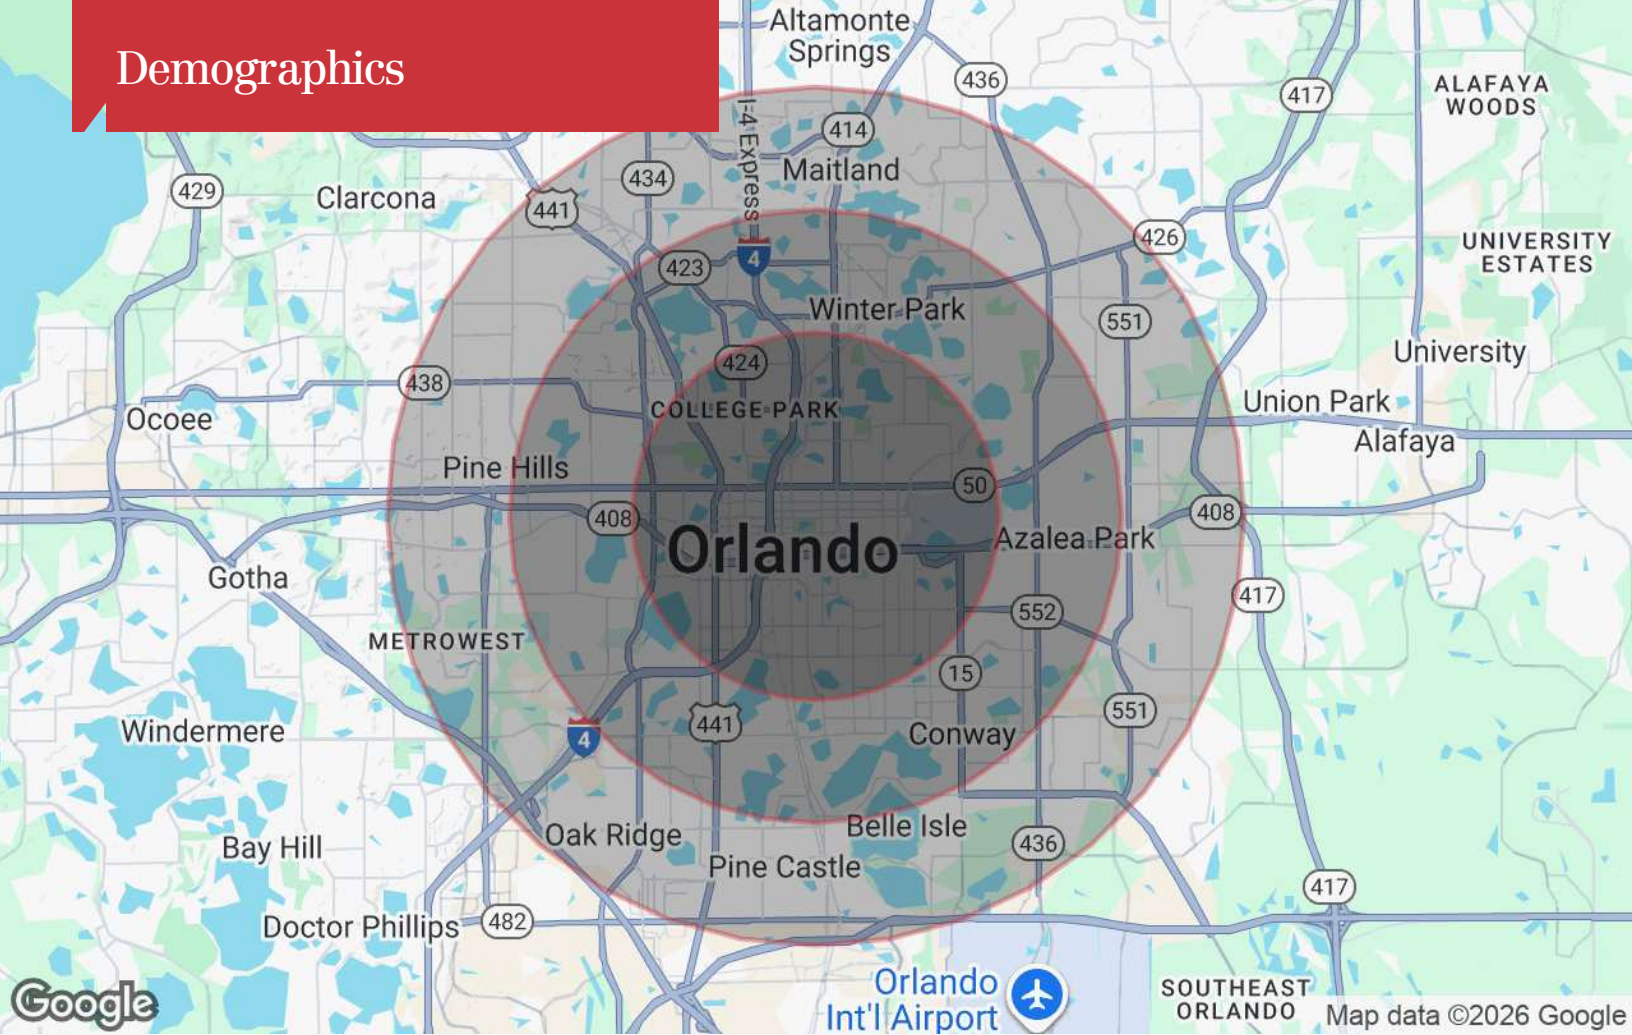 Demographics
Altamonte
Springs
436
417
ALAFAYA
WOODS
I-4 Express
414
Maitland
434
429
Clarcona
441
426
UNIVERSITY
ESTATES
423
4
Winter Park
551
University
424
438
COLLEGE PARK
Union Park
Ocoee
Alafaya
Pine Hills
50
408
408
Orlando
Azalea Park
Gotha
417
552
METROWEST
15
551
Windermere
441
Conway
4
Belle Isle
Oak Ridge
436
Bay Hill
Pine Castle
417
Doctor Phillips
482
Orlando
Int'l Airport
SOUTHEAST
ORLANDO
Google
Map data ©2026 Google